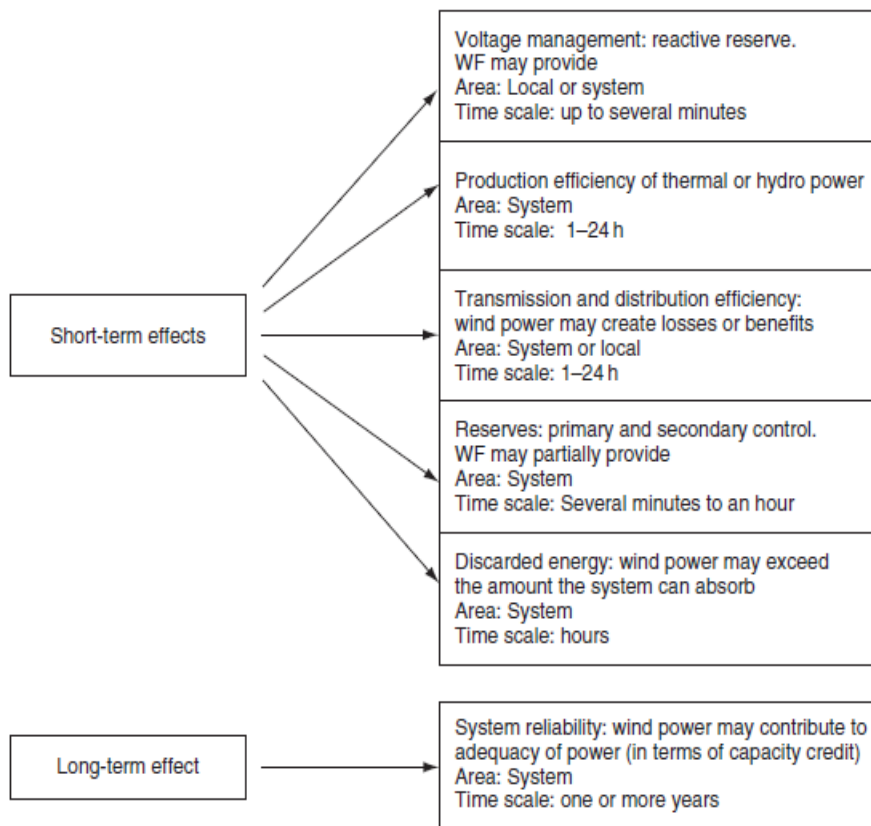 Voltage management: reactive reserve.
WF may provide
Area: Local or system
Time scale: up to several minutes
Production efficiency of thermal or hydro power
Area: System
Time scale: 1–24 h
Short-term effects
Transmission and distribution efficiency:
wind power may create losses or benefits
Area: System or local
Time scale: 1–24 h
Reserves: primary and secondary control.
WF may partially provide
Area: System
Time scale: Several minutes to an hour
Discarded energy: wind power may exceed
the amount the system can absorb
Area: System
Time scale: hours
Long-term effect
System reliability: wind power may contribute to
adequacy of power (in terms of capacity credit)
Area: System
Time scale: one or more years